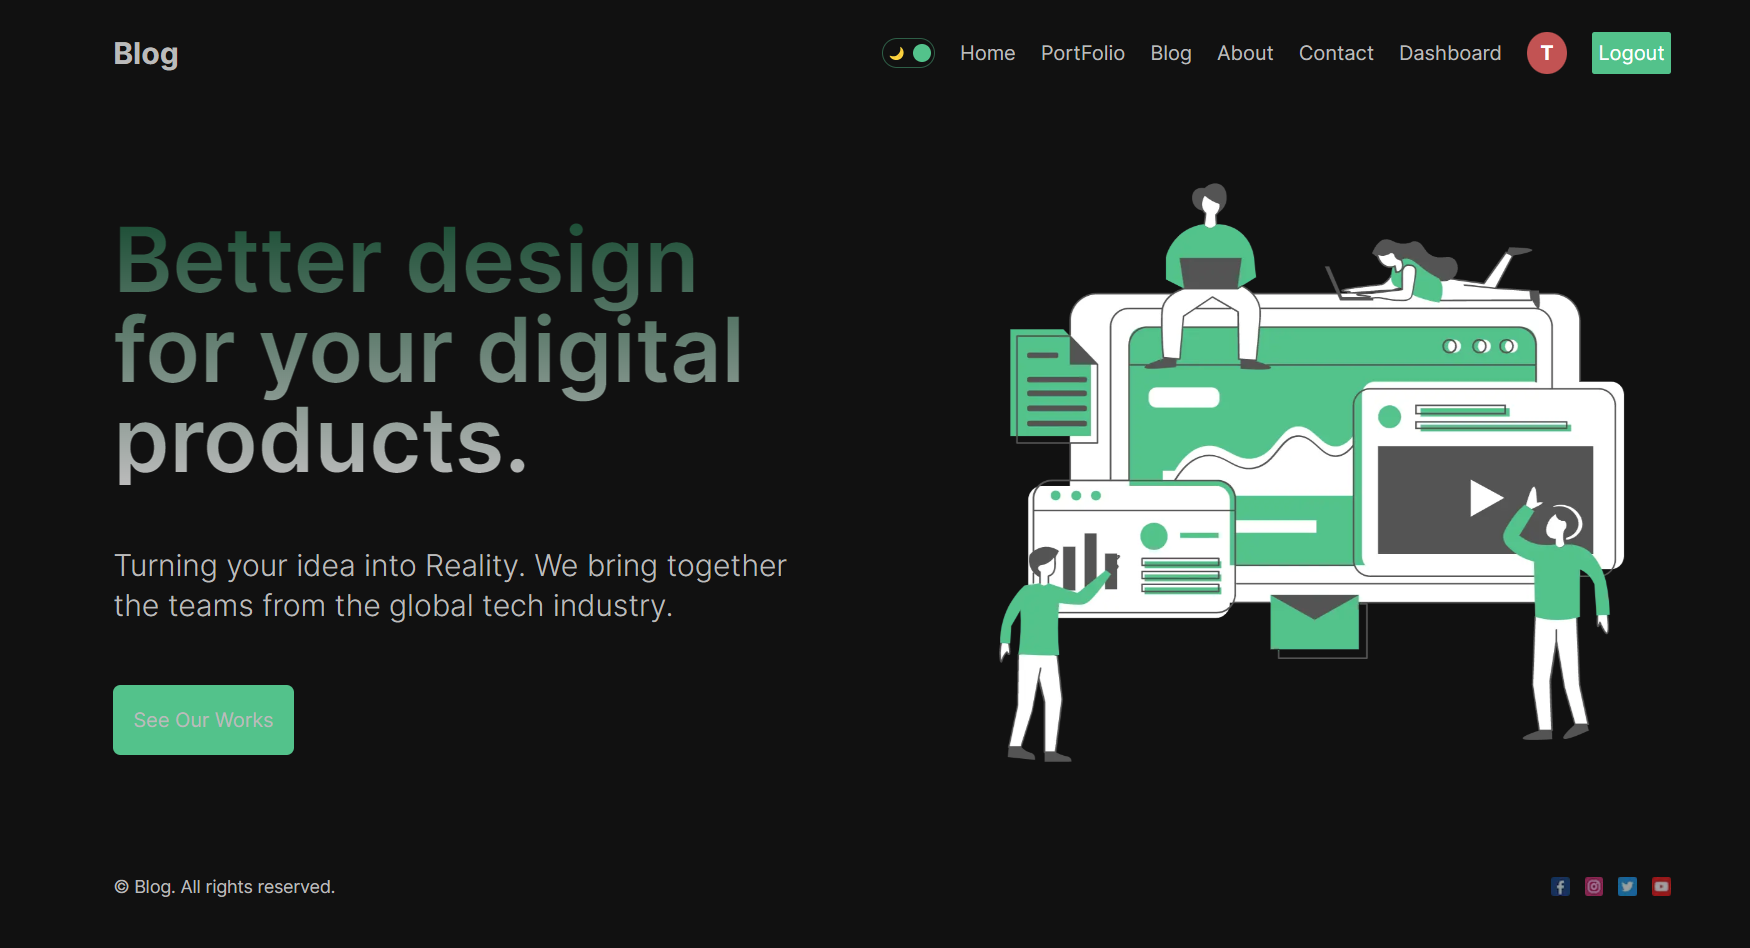 Blog
Home PortFolio Blog About Contact Dashboard T Logout
Better design
for your digital
products.
Turning your idea into Reality. We bring together
the teams from the global tech industry.
See Our Works
© Blog. All rights reserved.